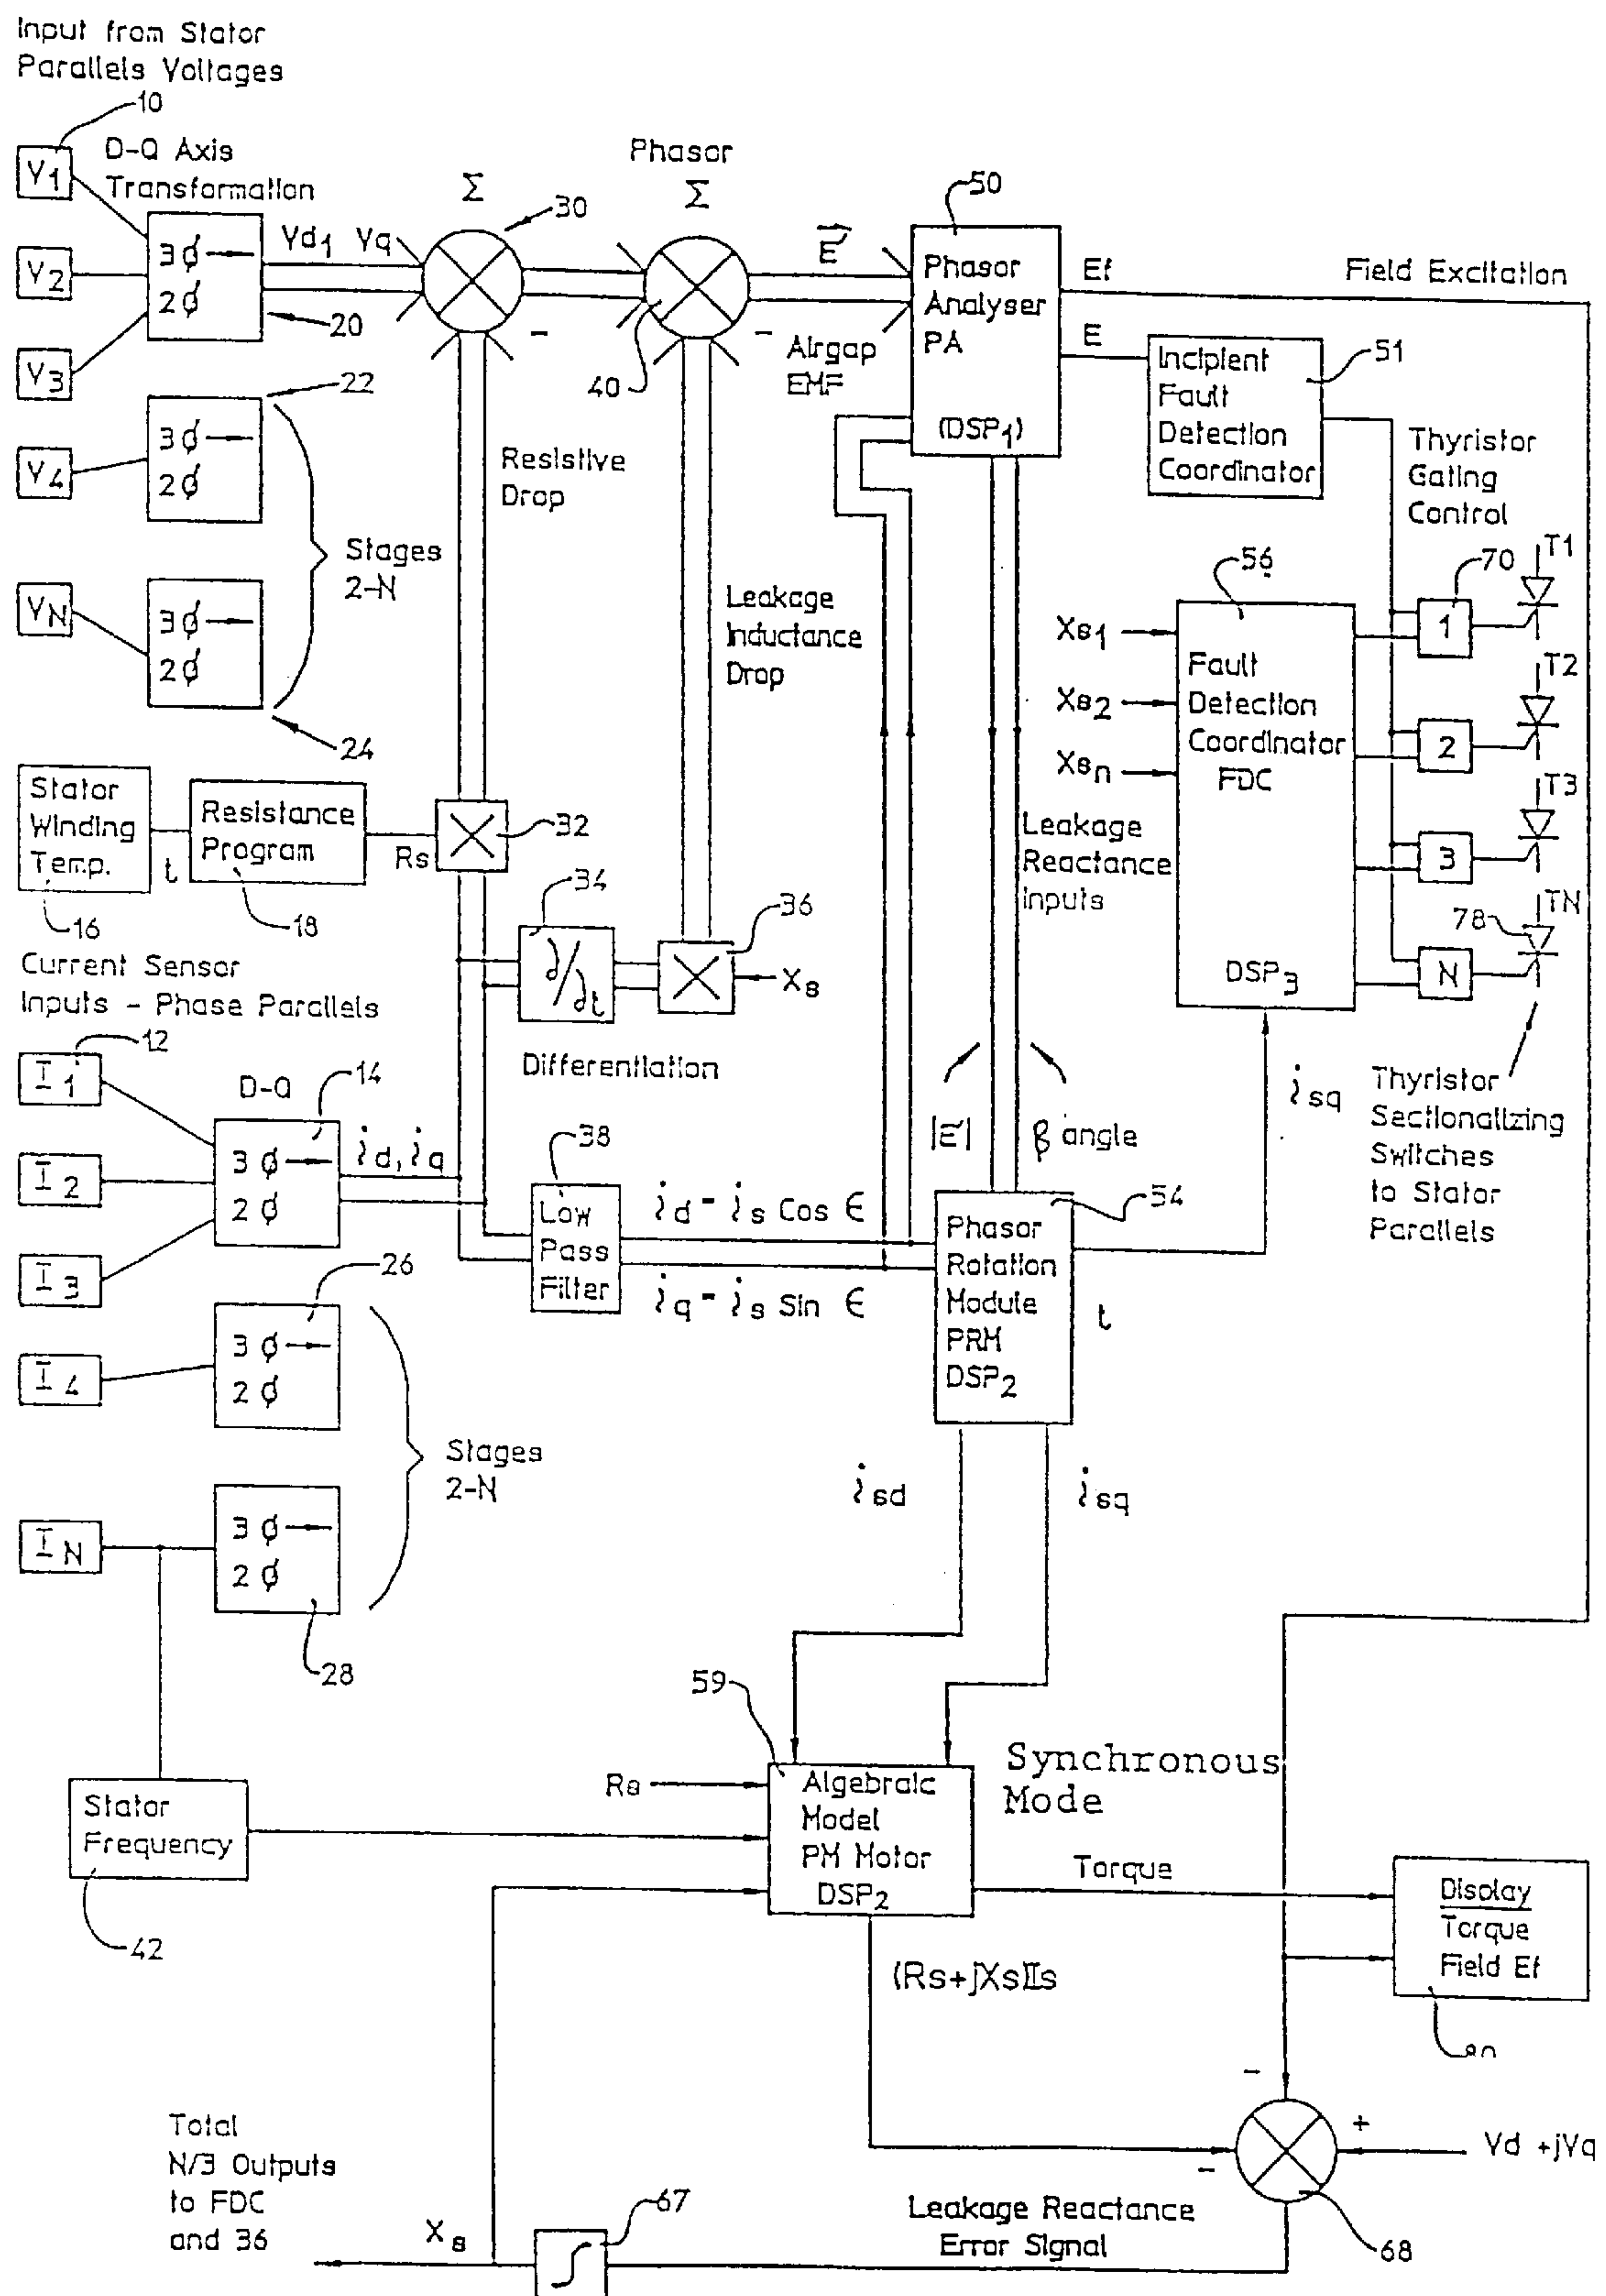 Input from Stator
Parallels Voltages
10
V1
D-Q Axis
Transformation
3ϕ
2ϕ
Vd1 Vq
20
V2
V3
22
V4
3ϕ
2ϕ
Stages
2-N
VN
3ϕ
2ϕ
24
Σ
30
-
Phasor
Σ
40
-
E'
Airgap
EMF
50
Phasor
Analyser
PA
(DSP1)
Ef
Field Excitation
E
Incipient
Fault
Detection
Coordinator
51
Thyristor
Gating
Control
Resistive
Drop
Leakage
Inductance
Drop
56
Xs1
Xs2
Xsn
Fault
Detection
Coordinator
FDC
DSP3
70
1
T1
2
T2
3
T3
N
TN
78
Leakage
Reactance
Inputs
Stator
Winding
Temp.
t
16
Resistance
Program
18
Rs
32
34
∂/∂t
36
Xs
Differentiation
Current Sensor
Inputs - Phase Parallels
12
I1
I2
I3
D-Q
14
3ϕ
2ϕ
id, iq
26
I4
3ϕ
2ϕ
Stages
2-N
IN
3ϕ
2ϕ
28
38
Low
Pass
Filter
id - is Cos ϵ
iq - is Sin ϵ
|E'|
β angle
54
Phasor
Rotation
Module
PRM
DSP2
t
isq
Thyristor
Sectionalizing
Switches
to Stator
Parallels
isd
isq
59
Synchronous
Mode
Rs
Algebraic
Model
PM Motor
DSP2
Stator
Frequency
42
Torque
Display
Torque
Field Ef
(Rs+jXs]Is
-
+
-
Vd +jVq
68
Total
N/3 Outputs
to FDC
and 36
Xs
67
Leakage Reactance
Error Signal